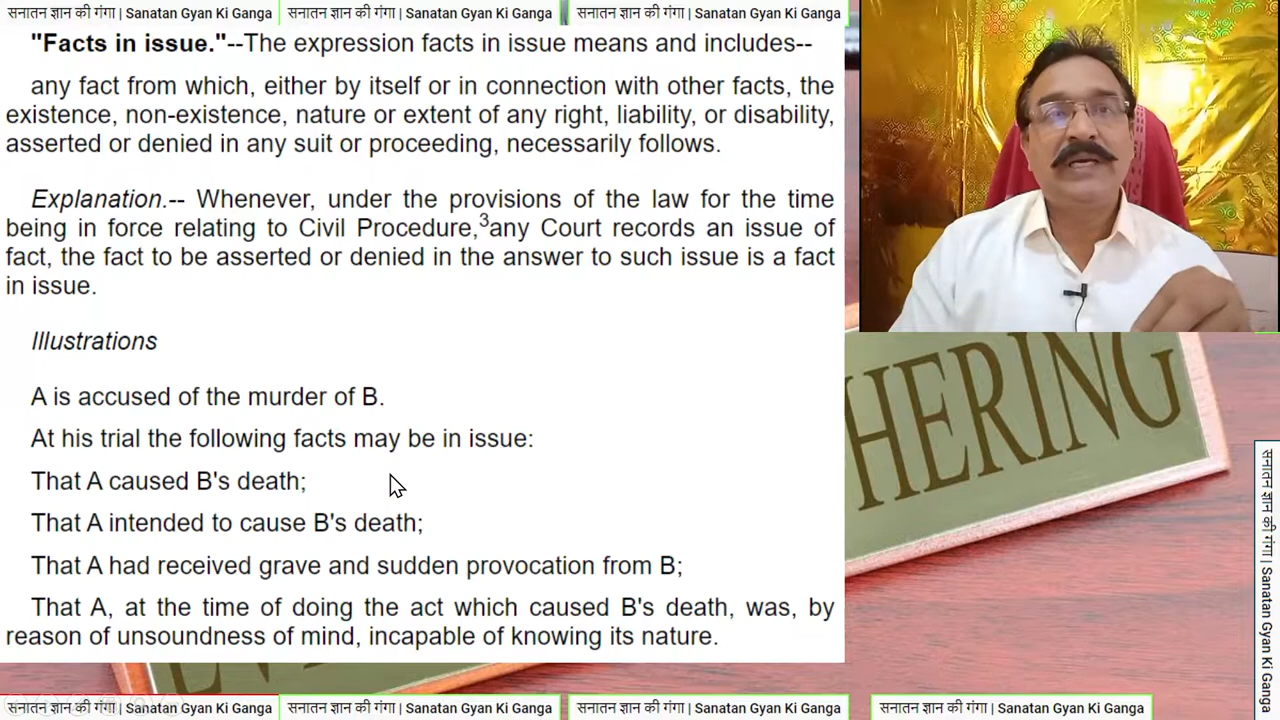 सनातन ज्ञान की गंगा | Sanatan Gyan Ki Ganga
सनातन ज्ञान की गंगा | Sanatan Gyan Ki Ganga
सनातन ज्ञान की गंगा | Sanatan Gyan Ki Ganga
"Facts in issue."--The expression facts in issue means and includes--
any fact from which, either by itself or in connection with other facts, the
existence, non-existence, nature or extent of any right, liability, or disability,
asserted or denied in any suit or proceeding, necessarily follows.
Explanation.-- Whenever, under the provisions of the law for the time
being in force relating to Civil Procedure,³any Court records an issue of
fact, the fact to be asserted or denied in the answer to such issue is a fact
in issue.
Illustrations
A is accused of the murder of B.
At his trial the following facts may be in issue:
That A caused B's death;
That A intended to cause B's death;
That A had received grave and sudden provocation from B;
That A, at the time of doing the act which caused B's death, was, by
reason of unsoundness of mind, incapable of knowing its nature.
HERING
सनातन ज्ञान की गंगा | Sanatan Gyan Ki Ganga
सनातन ज्ञान की गंगा | Sanatan Gyan Ki Ganga
सनातन ज्ञान की गंगा | Sanatan Gyan Ki Ganga
सनातन ज्ञान की गंगा | Sanatan Gyan Ki Ganga
सनातन ज्ञान की गंगा | Sanatan Gyan Ki Ganga